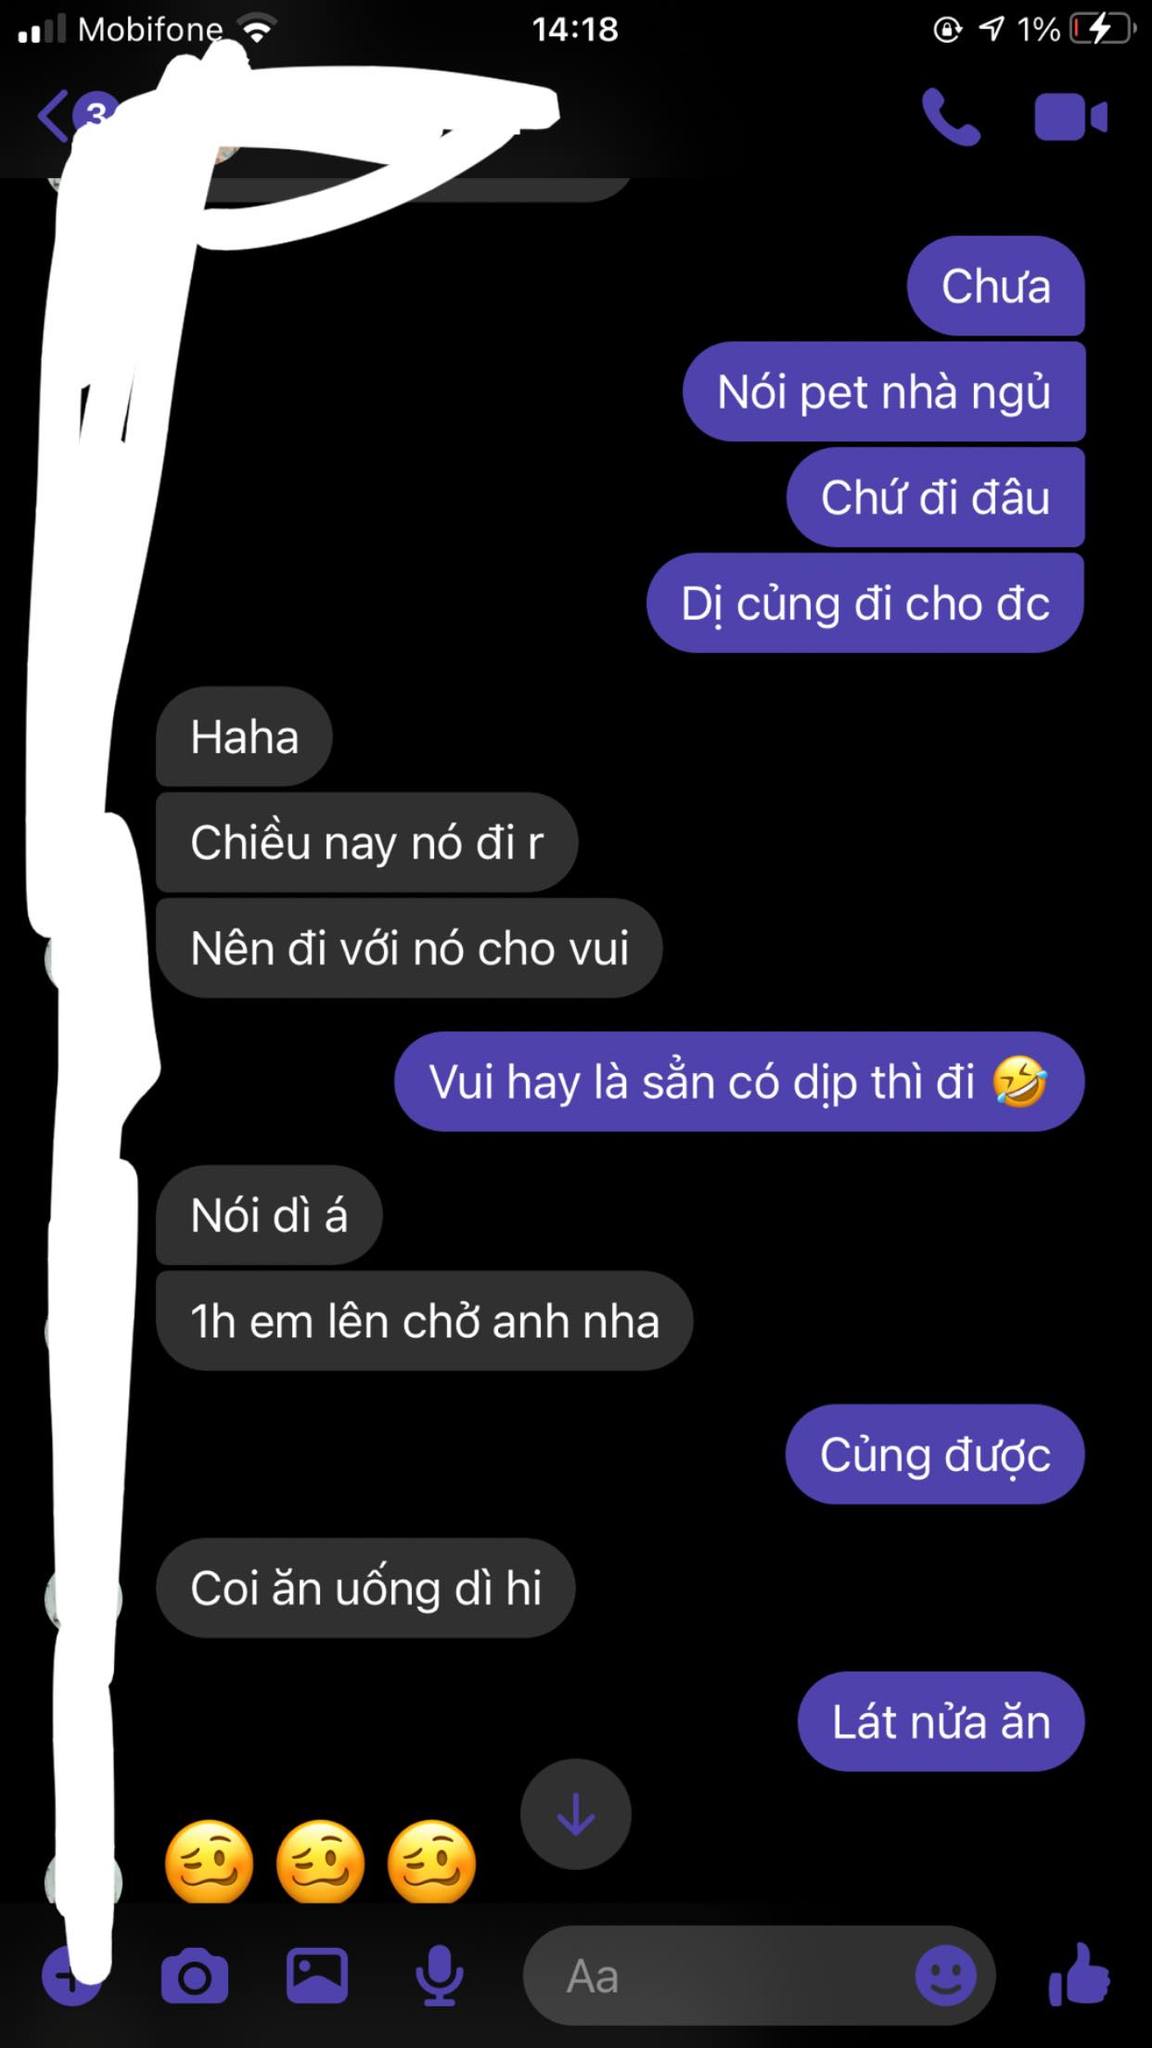 Mobifone 14:18 1%
3
Chưa
Nói pet nhà ngủ
Chứ đi đâu
Dị củng đi cho đc
Haha
Chiều nay nó đi r
Nên đi với nó cho vui
Vui hay là sẳn có dịp thì đi 🤣
Nói dì á
1h em lên chở anh nha
Củng được
Coi ăn uống dì hi
Lát nửa ăn
🥴🥴🥴
Aa